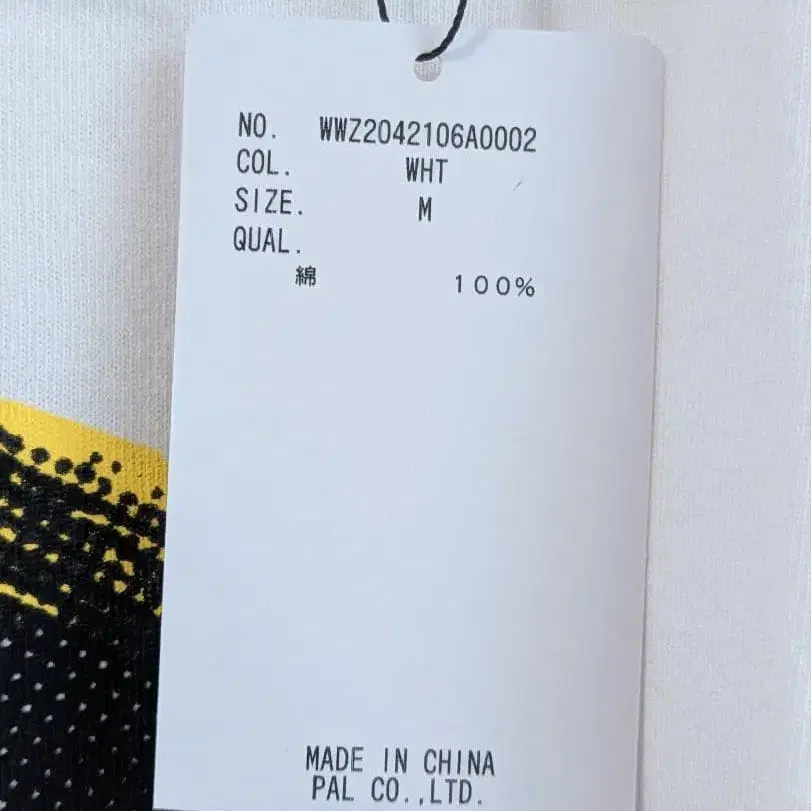 NO. WWZ2042106A0002
COL. WHT
SIZE. M
QUAL.
綿 100%
MADE IN CHINA
PAL CO.,LTD.